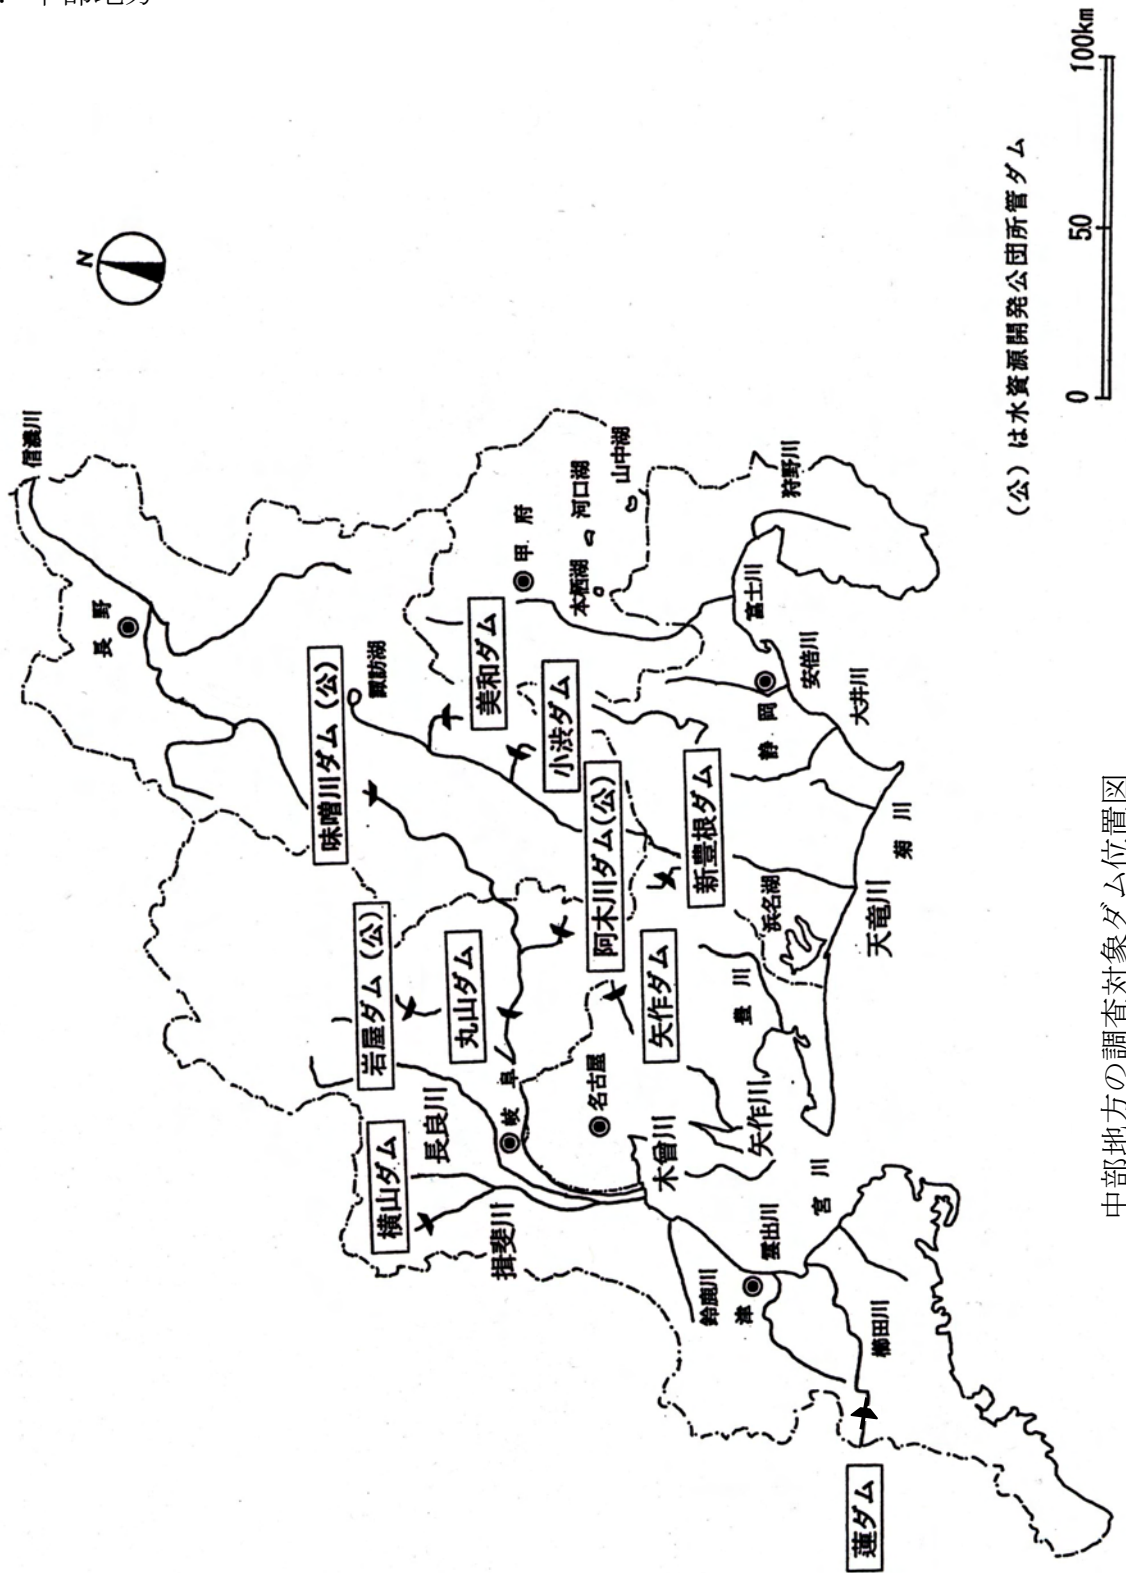 中部地方
N
信濃川
長野
味噌川ダム(公)
諏訪湖
美和ダム
甲府
河口湖
山中湖
本栖湖
小渋ダム
岩屋ダム(公)
丸山ダム
阿木川ダム(公)
新豊根ダム
富士川
狩野川
安倍川
静岡
大井川
横山ダム
長良川
岐阜
矢作ダム
浜名湖
菊川
天竜川
揖斐川
名古屋
木曾川
豊川
矢作川
鈴鹿川
津
雲出川
宮川
櫛田川
蓮ダム
(公)は水資源開発公団所管ダム
0 50 100km
中部地方の調査対象ダム位置図